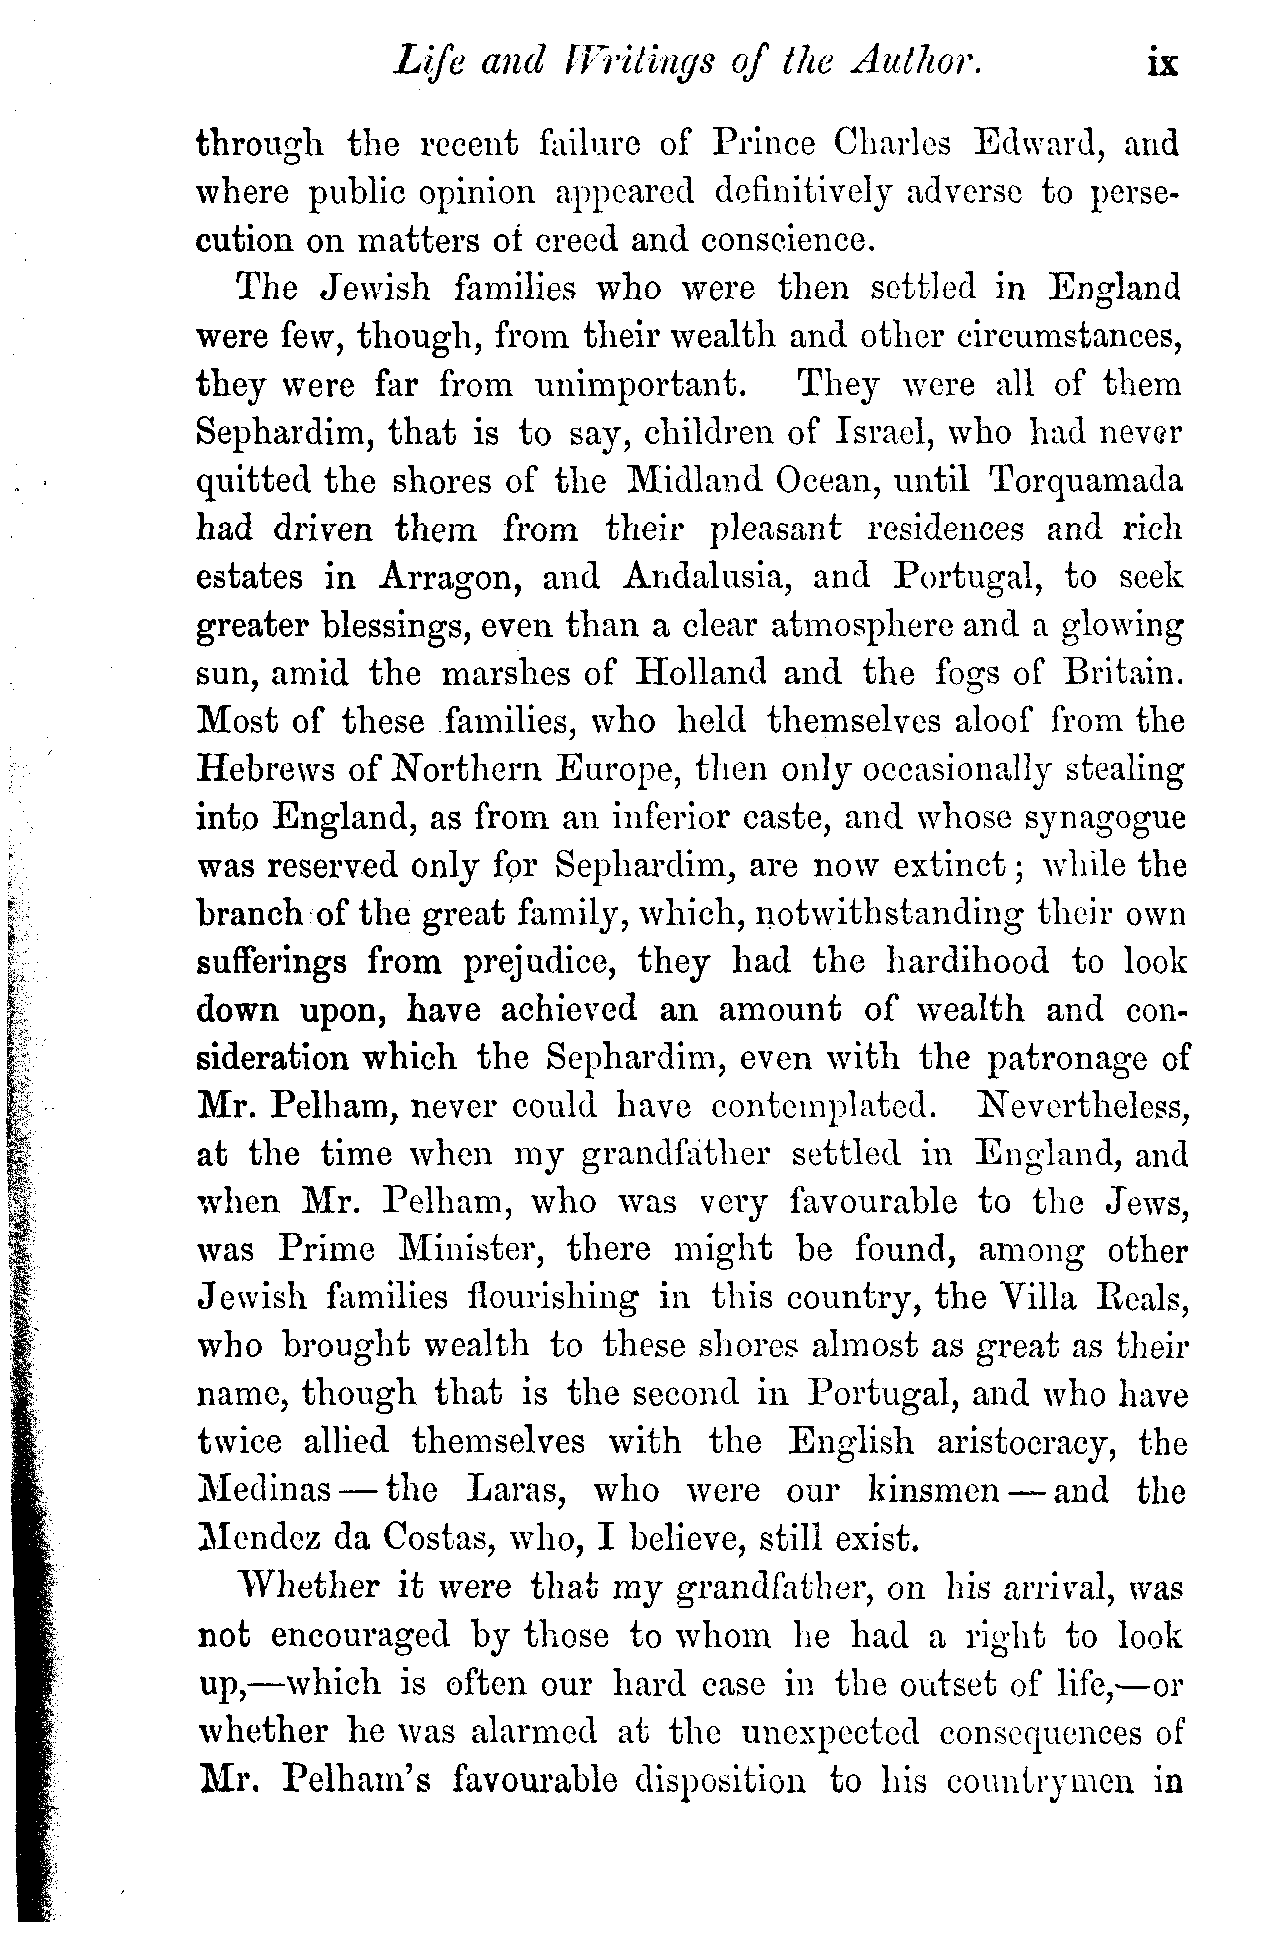 Life and Writings of the Author. ix
through the recent failure of Prince Charles Edward, and
where public opinion appeared definitively adverse to perse-
cution on matters of creed and conscience.
The Jewish families who were then settled in England
were few, though, from their wealth and other circumstances,
they were far from unimportant. They were all of them
Sephardim, that is to say, children of Israel, who had never
quitted the shores of the Midland Ocean, until Torquamada
had driven them from their pleasant residences and rich
estates in Arragon, and Andalusia, and Portugal, to seek
greater blessings, even than a clear atmosphere and a glowing
sun, amid the marshes of Holland and the fogs of Britain.
Most of these families, who held themselves aloof from the
Hebrews of Northern Europe, then only occasionally stealing
into England, as from an inferior caste, and whose synagogue
was reserved only for Sephardim, are now extinct; while the
branch of the great family, which, notwithstanding their own
sufferings from prejudice, they had the hardihood to look
down upon, have achieved an amount of wealth and con-
sideration which the Sephardim, even with the patronage of
Mr. Pelham, never could have contemplated. Nevertheless,
at the time when my grandfather settled in England, and
when Mr. Pelham, who was very favourable to the Jews,
was Prime Minister, there might be found, among other
Jewish families flourishing in this country, the Villa Reals,
who brought wealth to these shores almost as great as their
name, though that is the second in Portugal, and who have
twice allied themselves with the English aristocracy, the
Medinas—the Laras, who were our kinsmen—and the
Mendez da Costas, who, I believe, still exist.
Whether it were that my grandfather, on his arrival, was
not encouraged by those to whom he had a right to look
up,—which is often our hard case in the outset of life,—or
whether he was alarmed at the unexpected consequences of
Mr. Pelham's favourable disposition to his countrymen in